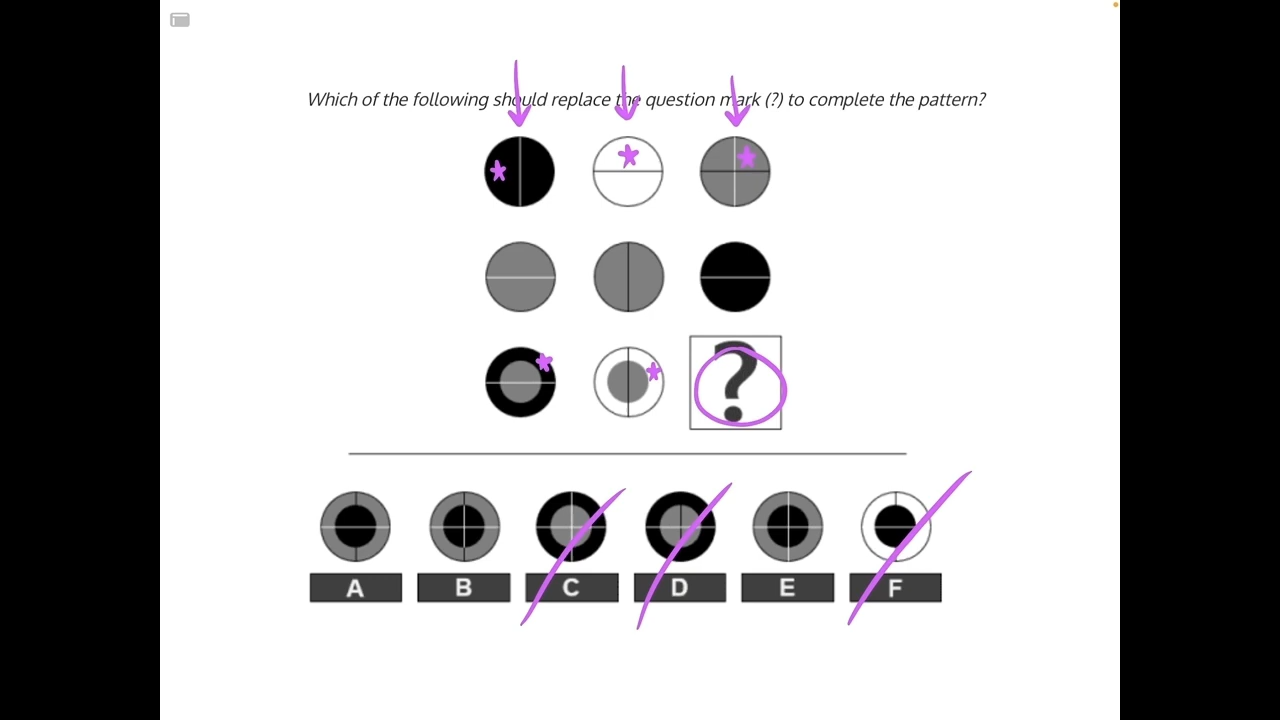 Which of the following should replace the question mark (?) to complete the pattern?
?
A B C D E F